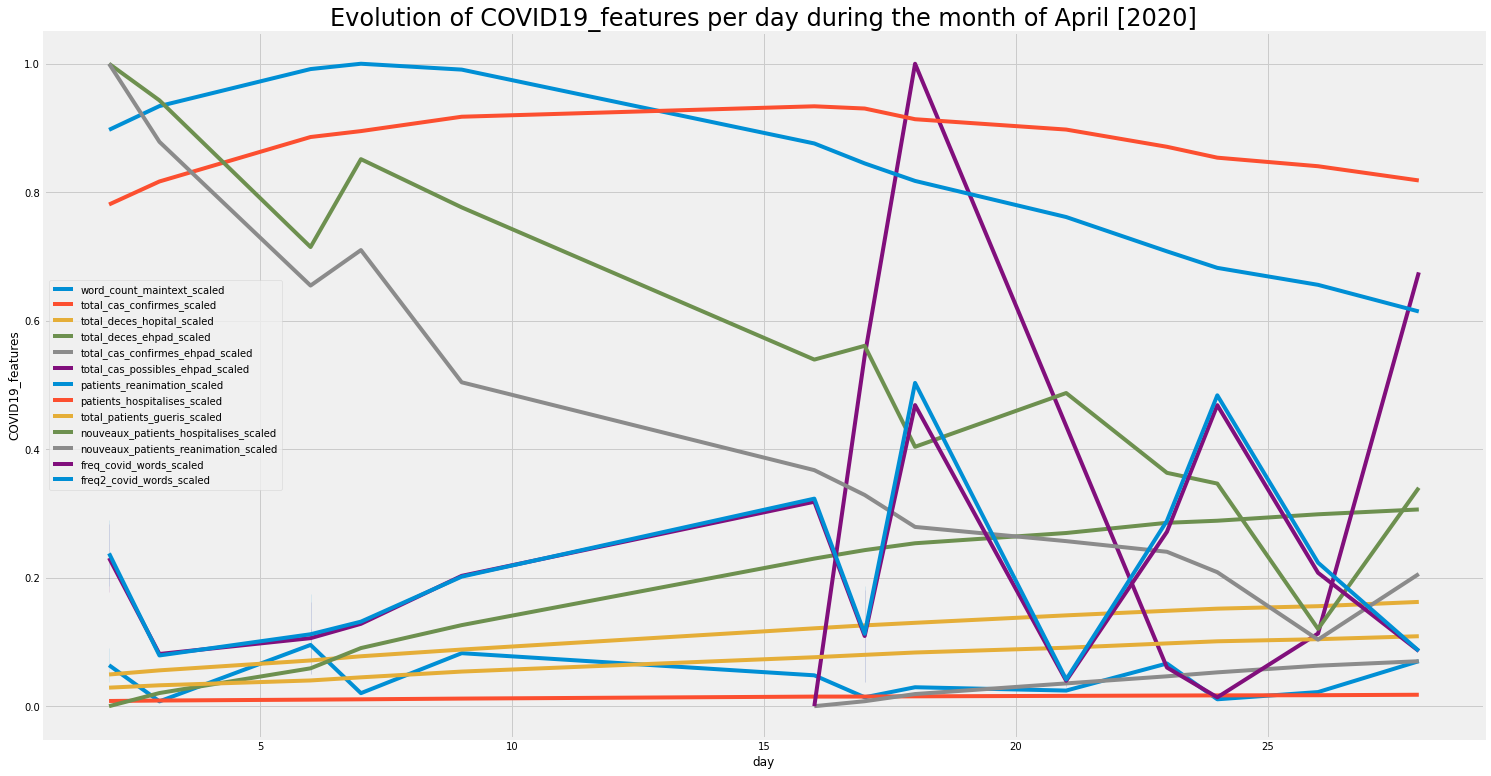 Evolution of COVID19_features per day during the month of April [2020]
1.0
0.8
0.6
0.4
0.2
0.0
COVID19_features
word_count_maintext_scaled
total_cas_confirmes_scaled
total_deces_hopital_scaled
total_deces_ehpad_scaled
total_cas_confirmes_ehpad_scaled
total_cas_possibles_ehpad_scaled
patients_reanimation_scaled
patients_hospitalises_scaled
total_patients_gueris_scaled
nouveaux_patients_hospitalises_scaled
nouveaux_patients_reanimation_scaled
freq_covid_words_scaled
freq2_covid_words_scaled
5 10 15 20 25
day